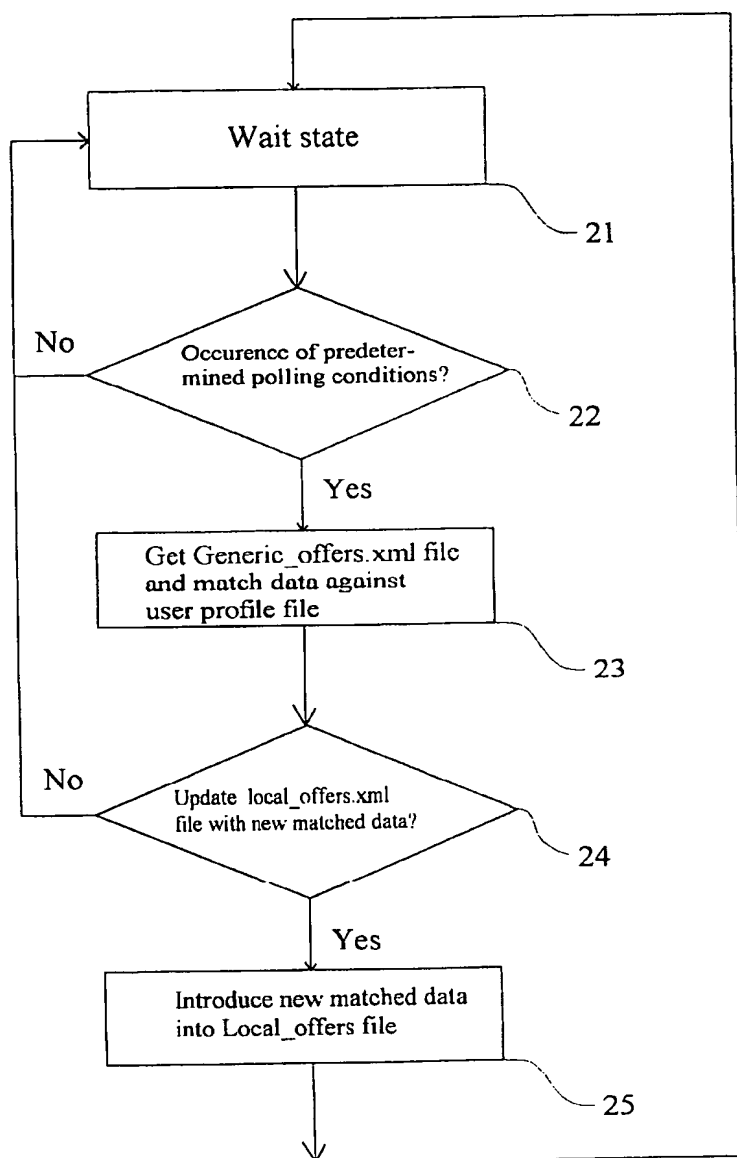 Wait state
21
No
Occurence of predeter-
mined polling conditions?
22
Yes
Get Generic_offers.xml file
and match data against
user profile file
23
No
Update local_offers.xml
file with new matched data?
24
Yes
Introduce new matched data
into Local_offers file
25